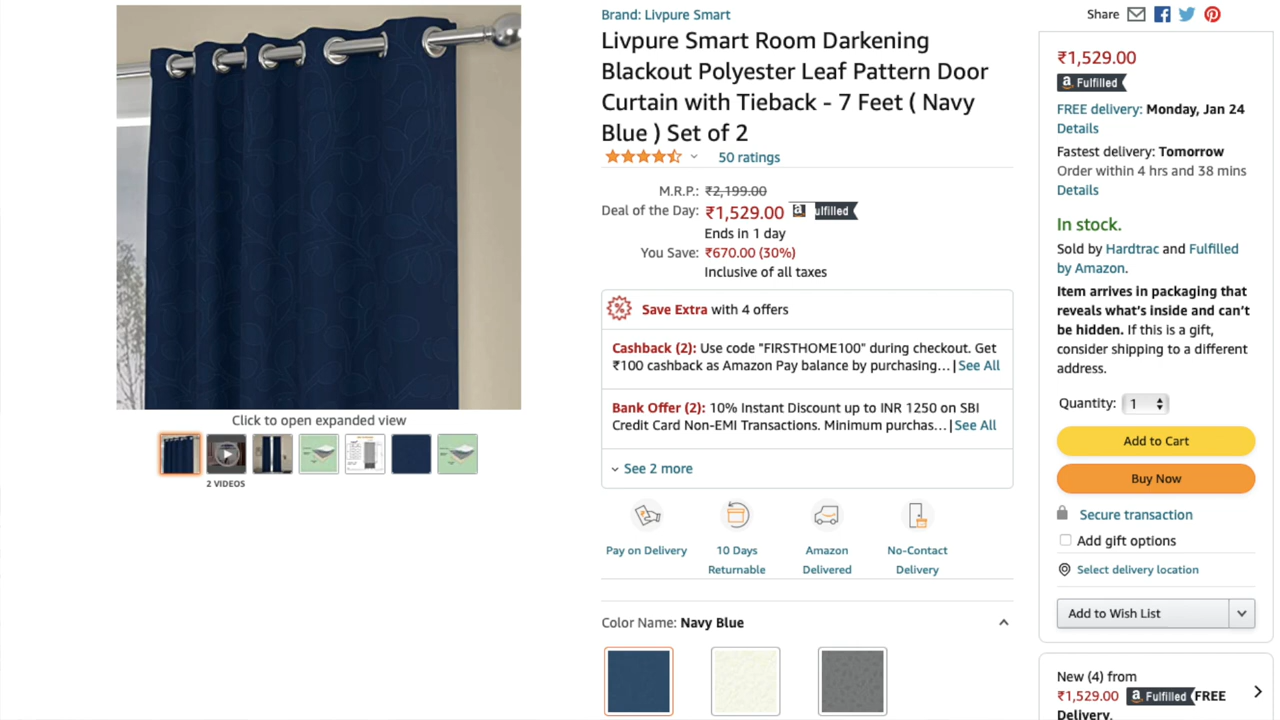 Click to open expanded view
2 VIDEOS
Brand: Livpure Smart
Livpure Smart Room Darkening
Blackout Polyester Leaf Pattern Door
Curtain with Tieback - 7 Feet ( Navy
Blue ) Set of 2
50 ratings
M.R.P.: ₹2,199.00
Deal of the Day: ₹1,529.00 a ulfilled
Ends in 1 day
You Save: ₹670.00 (30%)
Inclusive of all taxes
Save Extra with 4 offers
Cashback (2): Use code "FIRSTHOME100" during checkout. Get
₹100 cashback as Amazon Pay balance by purchasing… | See All
Bank Offer (2): 10% Instant Discount up to INR 1250 on SBI
Credit Card Non-EMI Transactions. Minimum purchas… | See All
See 2 more
Pay on Delivery
10 Days
Returnable
Amazon
Delivered
No-Contact
Delivery
Color Name: Navy Blue
Share
₹1,529.00
a Fulfilled
FREE delivery: Monday, Jan 24
Details
Fastest delivery: Tomorrow
Order within 4 hrs and 38 mins
Details
In stock.
Sold by Hardtrac and Fulfilled
by Amazon.
Item arrives in packaging that
reveals what's inside and can't
be hidden. If this is a gift,
consider shipping to a different
address.
Quantity: 1
Add to Cart
Buy Now
Secure transaction
Add gift options
Select delivery location
Add to Wish List
New (4) from
₹1,529.00 a Fulfilled FREE
Delivery.